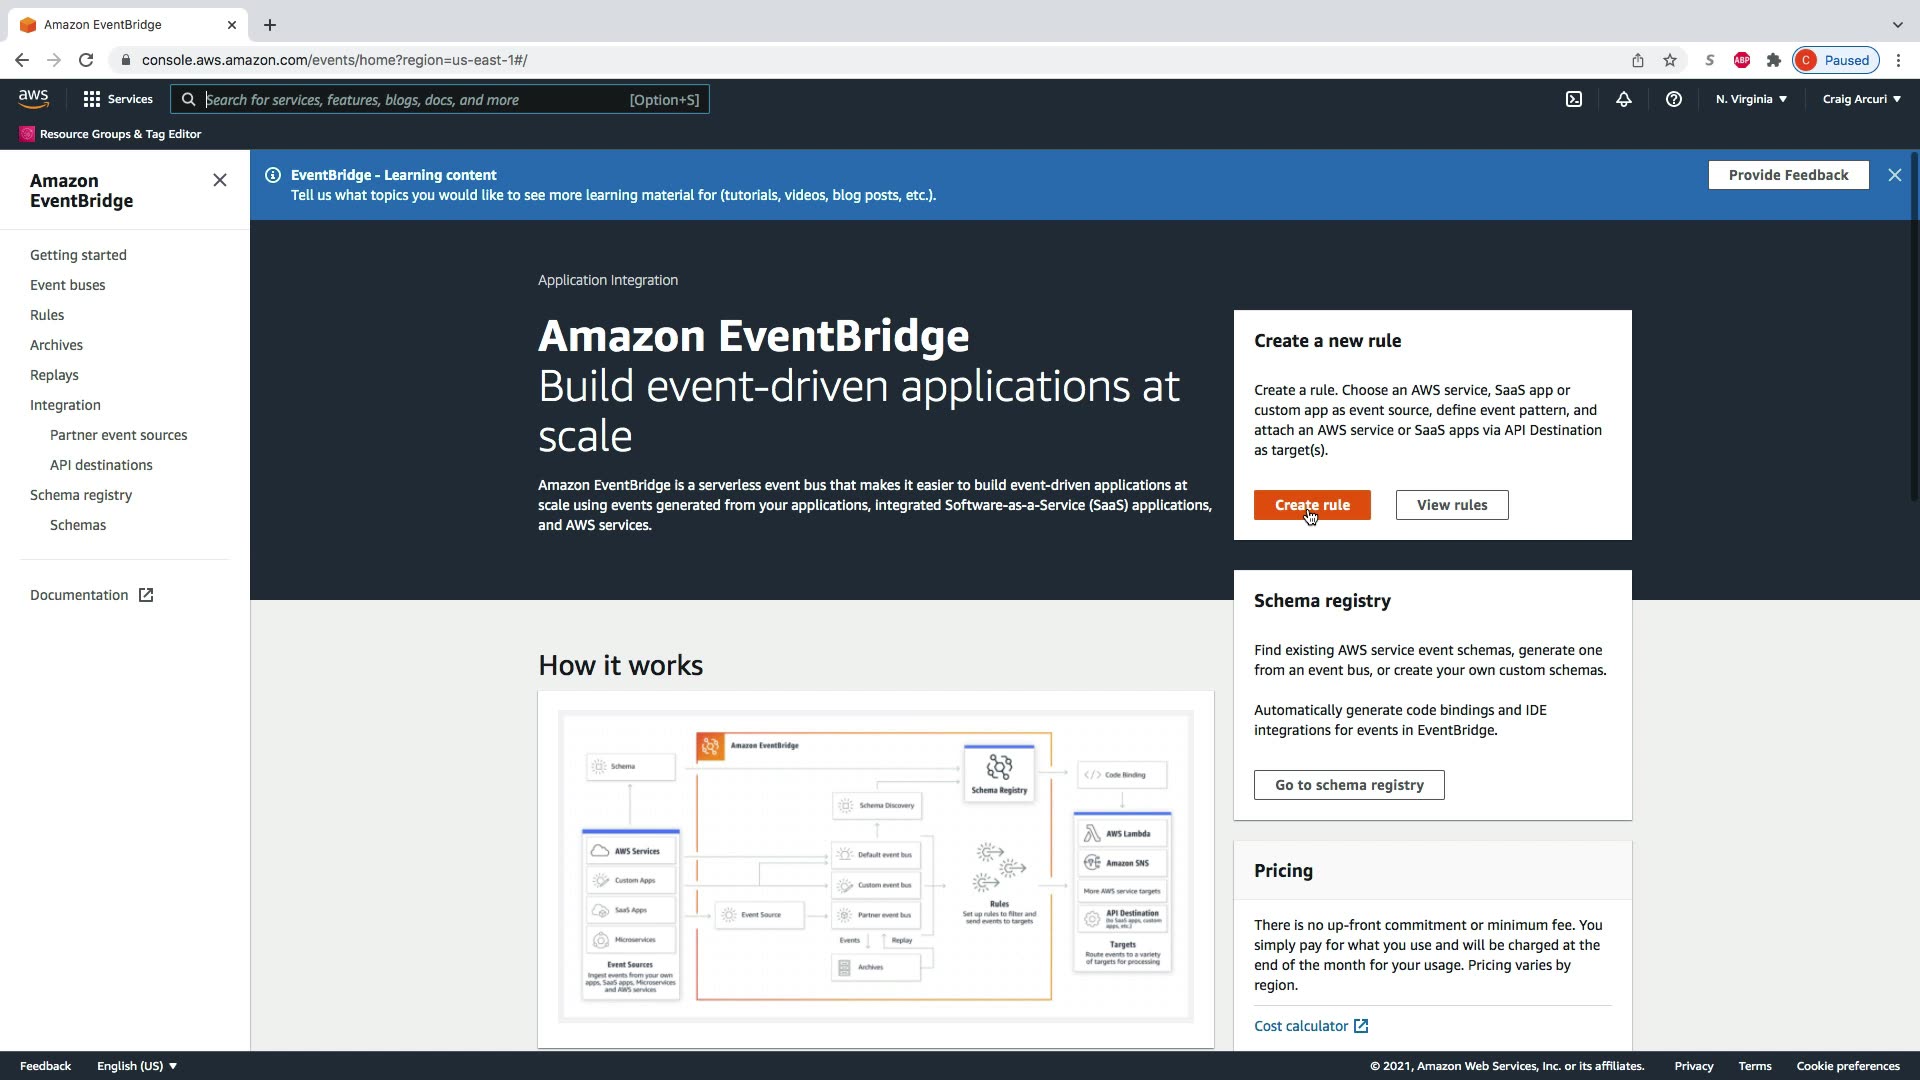 Amazon EventBridge
console.aws.amazon.com/events/home?region=us-east-1#/
ABP
C Paused
aws
Services
Search for services, features, blogs, docs, and more [Option+S]
N. Virginia ▼
Craig Arcuri ▼
Resource Groups & Tag Editor
Amazon
EventBridge
Getting started
Event buses
Rules
Archives
Replays
Integration
Partner event sources
API destinations
Schema registry
Schemas
Documentation
EventBridge - Learning content
Tell us what topics you would like to see more learning material for (tutorials, videos, blog posts, etc.).
Provide Feedback
Application Integration
Amazon EventBridge
Build event-driven applications at
scale
Amazon EventBridge is a serverless event bus that makes it easier to build event-driven applications at
scale using events generated from your applications, integrated Software-as-a-Service (SaaS) applications,
and AWS services.
Create a new rule
Create a rule. Choose an AWS service, SaaS app or
custom app as event source, define event pattern, and
attach an AWS service or SaaS apps via API Destination
as target(s).
Create rule
View rules
Schema registry
Find existing AWS service event schemas, generate one
from an event bus, or create your own custom schemas.
Automatically generate code bindings and IDE
integrations for events in EventBridge.
Go to schema registry
Pricing
There is no up-front commitment or minimum fee. You
simply pay for what you use and will be charged at the
end of the month for your usage. Pricing varies by
region.
Cost calculator
How it works
Amazon EventBridge
Schema
Schema Registry
Code Binding
Schema Discovery
AWS Services
Custom Apps
SaaS Apps
Microservices
Event Sources
Ingest events from your own
apps, SaaS apps, Microservices
and AWS services
Event Source
Default event bus
Custom event bus
Partner event bus
Events
Replay
Archives
Rules
Set up rules to filter and
send events to targets
AWS Lambda
Amazon SNS
More AWS service targets
API Destination
(to SaaS apps, custom
apps, etc.)
Targets
Route events to a variety
of targets for processing
Feedback
English (US) ▼
© 2021, Amazon Web Services, Inc. or its affiliates.
Privacy
Terms
Cookie preferences